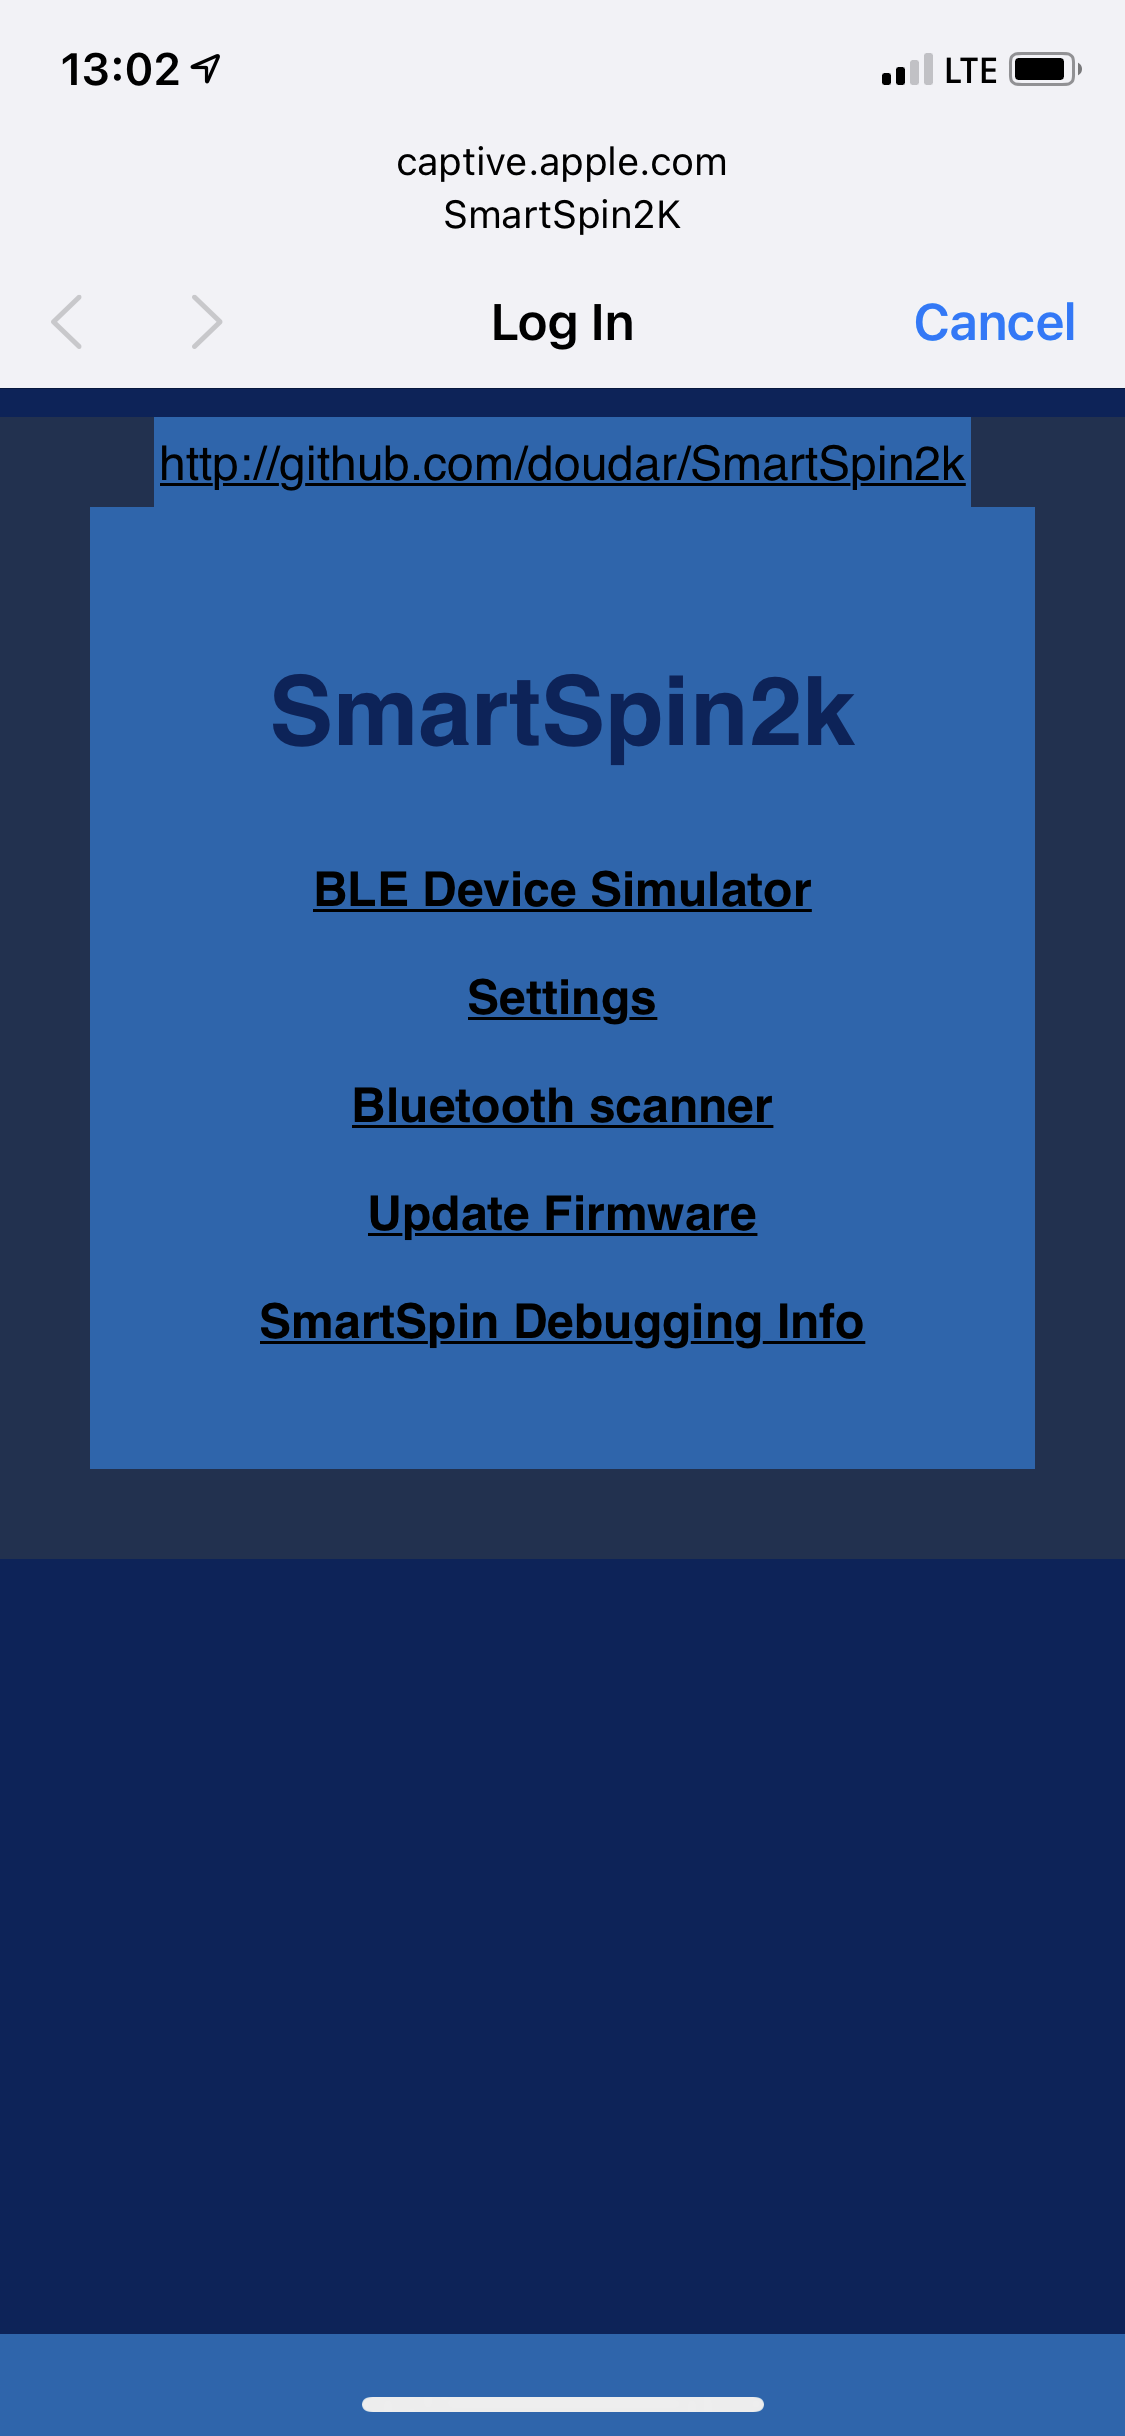 13:02
LTE
captive.apple.com
SmartSpin2K
Log In
Cancel
http://github.com/doudar/SmartSpin2k
SmartSpin2k
BLE Device Simulator
Settings
Bluetooth scanner
Update Firmware
SmartSpin Debugging Info